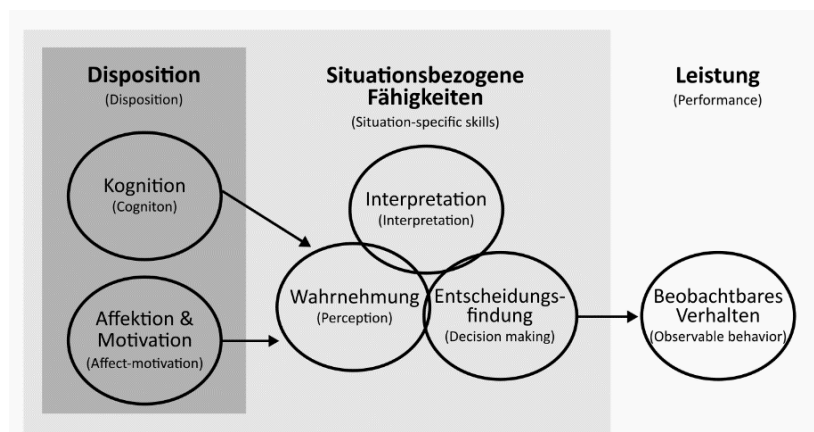 Disposition
(Disposition)
Situationsbezogene
Fähigkeiten
(Situation-specific skills)
Leistung
(Performance)
Kognition
(Cogniton)
Interpretation
(Interpretation)
Affektion &
Motivation
(Affect-motivation)
Wahrnehmung
(Perception)
Entscheidungs-
findung
(Decision making)
Beobachtbares
Verhalten
(Observable behavior)